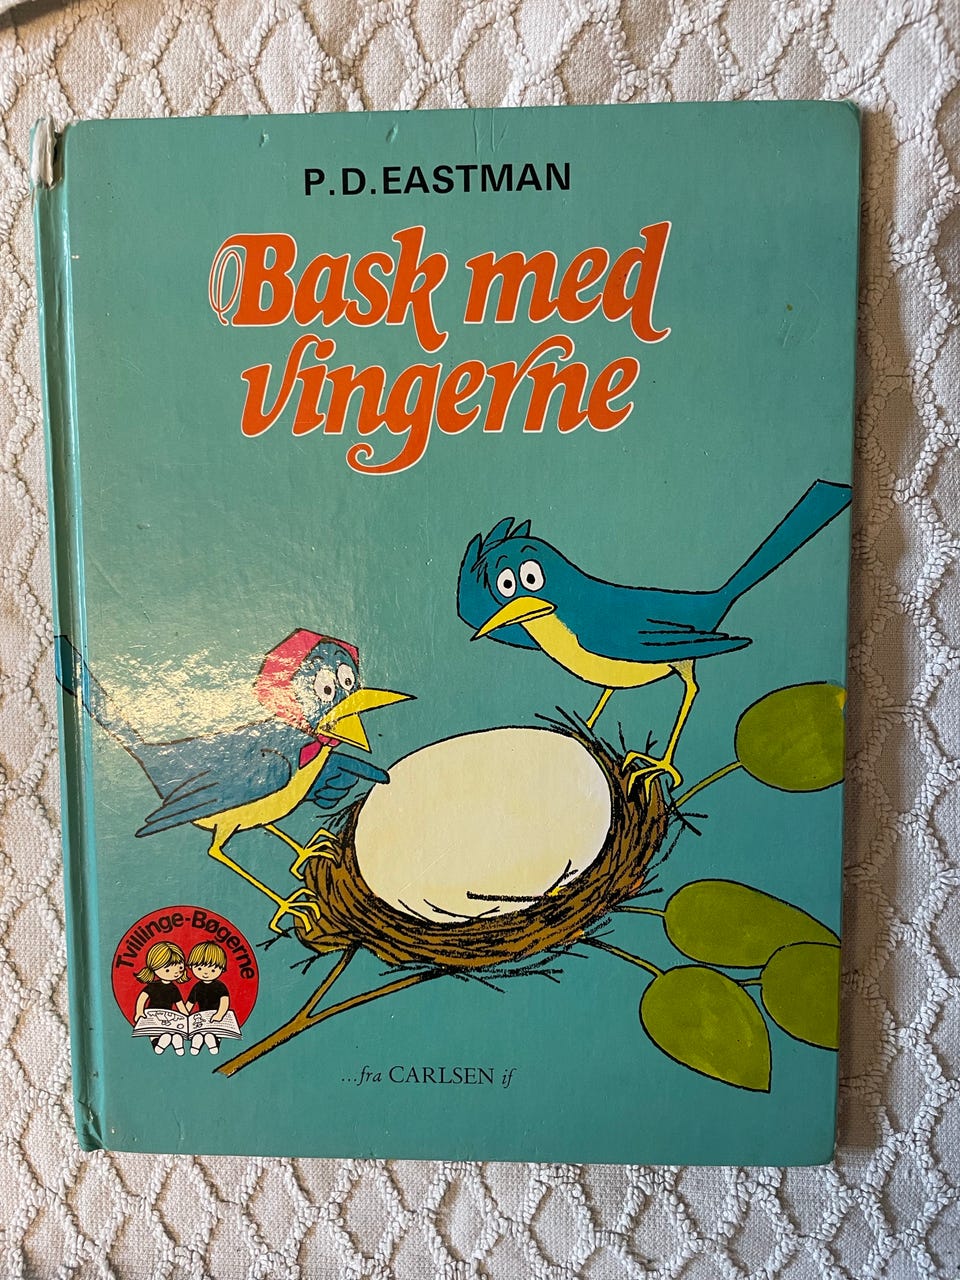 P.D.EASTMAN
Bask med
vingerne
Tvillinge-Bøgerne
...fra CARLSEN if